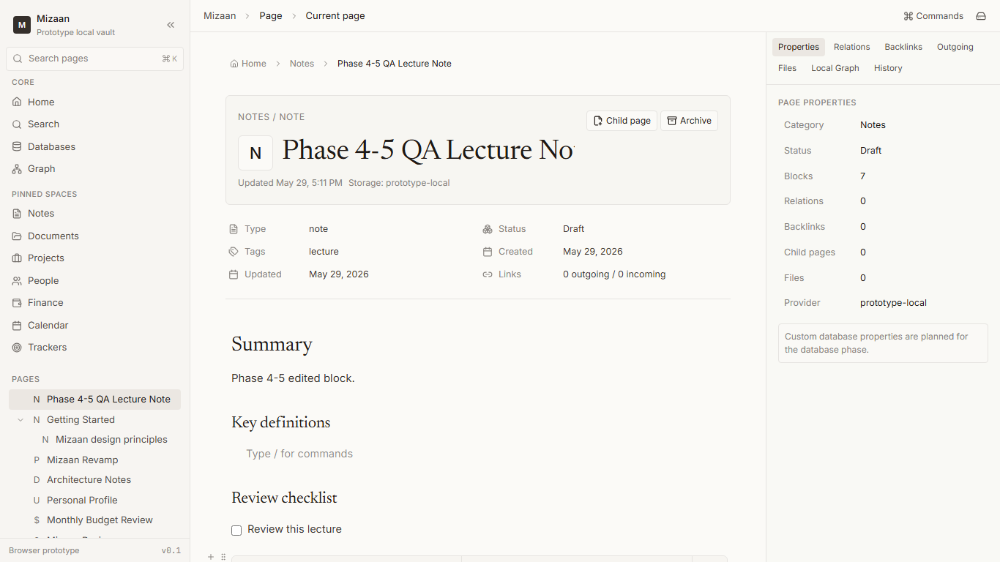 M
Mizaan
Prototype local vault
Search pages
⌘ K
CORE
Home
Search
Databases
Graph
PINNED SPACES
Notes
Documents
Projects
People
Finance
Calendar
Trackers
PAGES
N Phase 4-5 QA Lecture Note
N Getting Started
N Mizaan design principles
P Mizaan Revamp
D Architecture Notes
U Personal Profile
$ Monthly Budget Review
Browser prototype v0.1
Mizaan > Page > Current page
⌘ Commands
Home > Notes > Phase 4-5 QA Lecture Note
NOTES / NOTE
Child page
Archive
N
Phase 4-5 QA Lecture No
Updated May 29, 5:11 PM Storage: prototype-local
Type note
Status Draft
Tags lecture
Created May 29, 2026
Updated May 29, 2026
Links 0 outgoing / 0 incoming
Summary
Phase 4-5 edited block.
Key definitions
Type / for commands
Review checklist
Review this lecture
Properties Relations Backlinks Outgoing
Files Local Graph History
PAGE PROPERTIES
Category Notes
Status Draft
Blocks 7
Relations 0
Backlinks 0
Child pages 0
Files 0
Provider prototype-local
Custom database properties are planned for
the database phase.